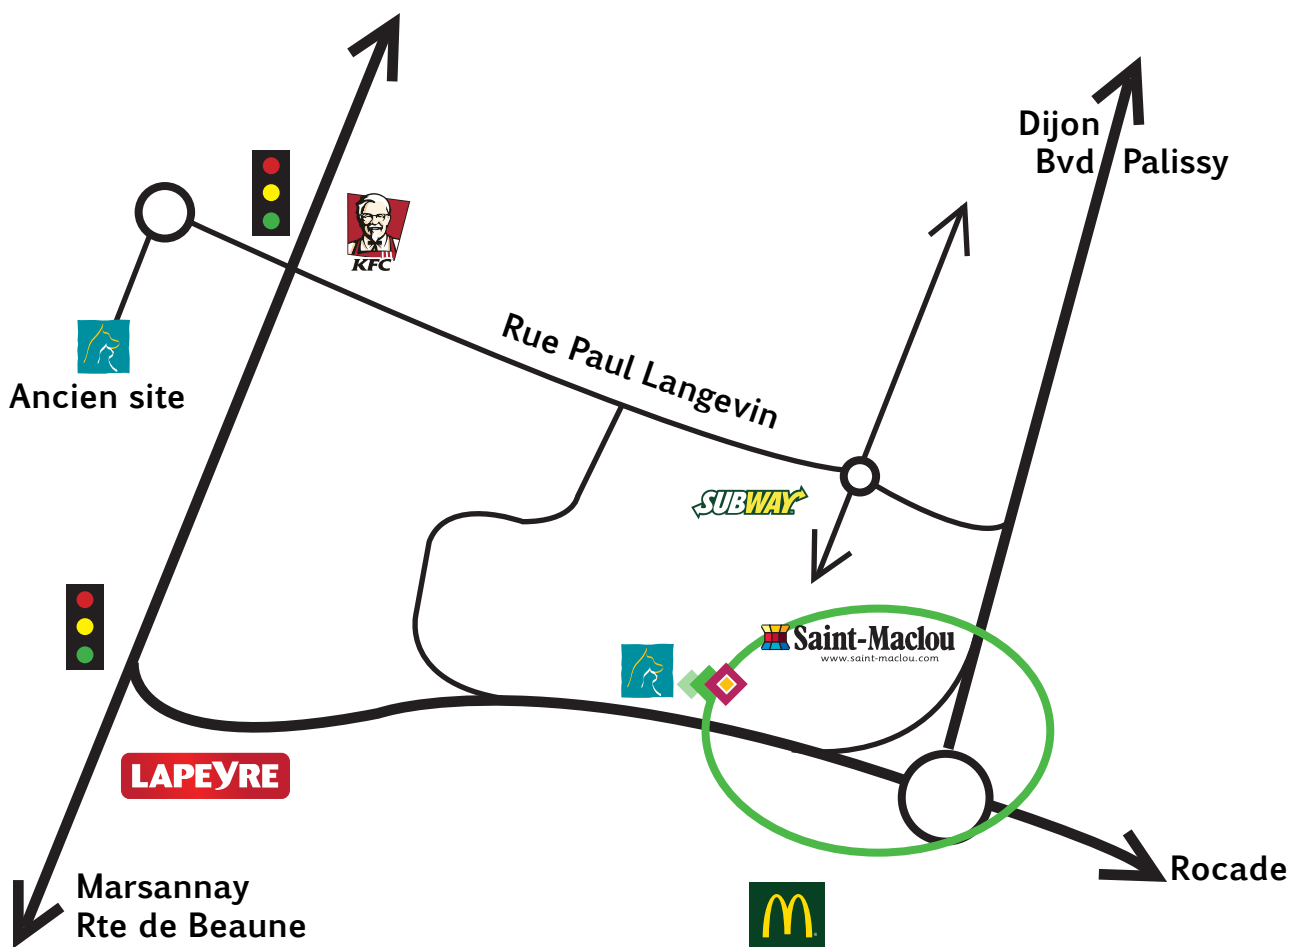 Dijon
Bvd Palissy
KFC
Rue Paul Langevin
Ancien site
SUBWAY
Saint-Maclou
www.saint-maclou.com
LAPEYRE
Rocade
Marsannay
Rte de Beaune